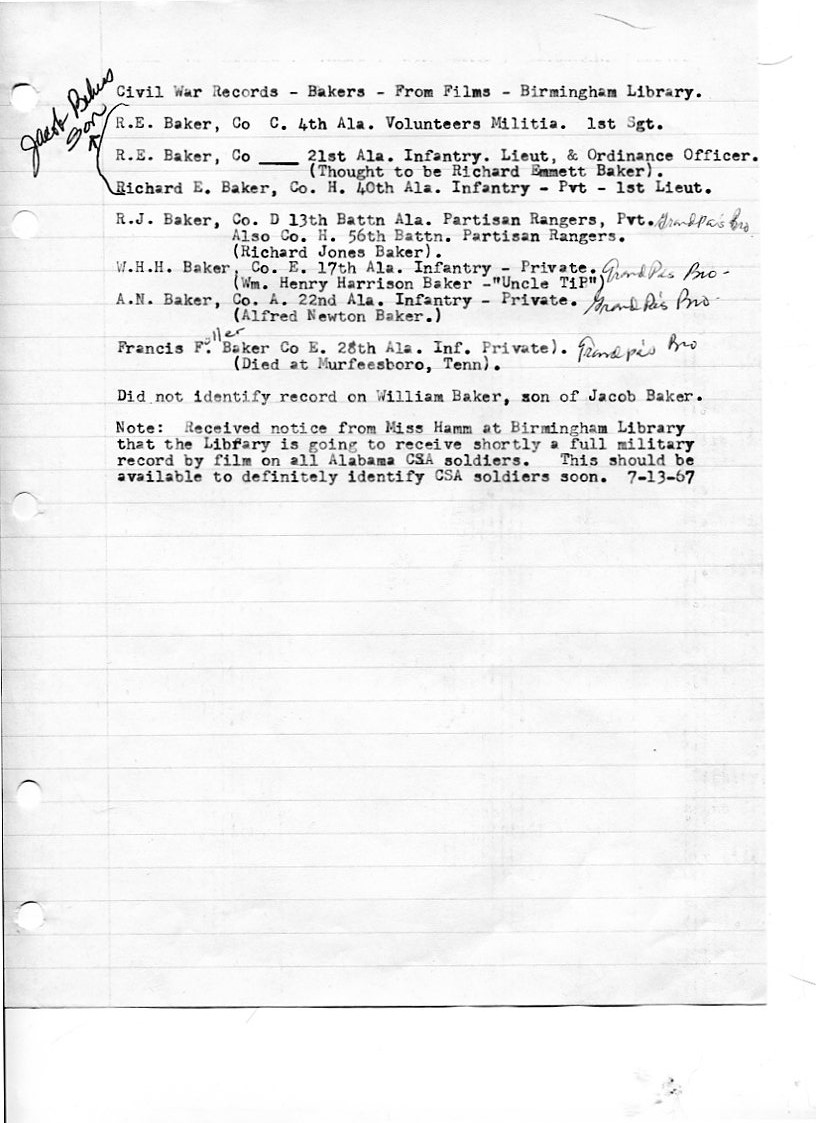 Jacob Bakers
Son
Civil War Records - Bakers - From Films - Birmingham Library.
R.E. Baker, Co C. 4th Ala. Volunteers Militia. 1st Sgt.
R.E. Baker, Co ____ 21st Ala. Infantry. Lieut, & Ordinance Officer.
(Thought to be Richard Emmett Baker).
Richard E. Baker, Co. H. 40th Ala. Infantry - Pvt - 1st Lieut.
R.J. Baker, Co. D 13th Battn Ala. Partisan Rangers, Pvt. GrandPa's Bro
Also Co. H. 56th Battn. Partisan Rangers.
(Richard Jones Baker).
W.H.H. Baker, Co. E. 17th Ala. Infantry - Private. GrandPa's Bro-
(Wm. Henry Harrison Baker -"Uncle TiP")
A.N. Baker, Co. A. 22nd Ala. Infantry - Private. GrandPa's Bro-
(Alfred Newton Baker.)
Francis F. Baker Co E. 28th Ala. Inf. Private). Grandpa's Bro
(Died at Murfeesboro, Tenn).
Did not identify record on William Baker, son of Jacob Baker.
Note: Received notice from Miss Hamm at Birmingham Library
that the Library is going to receive shortly a full military
record by film on all Alabama CSA soldiers. This should be
available to definitely identify CSA soldiers soon. 7-13-67